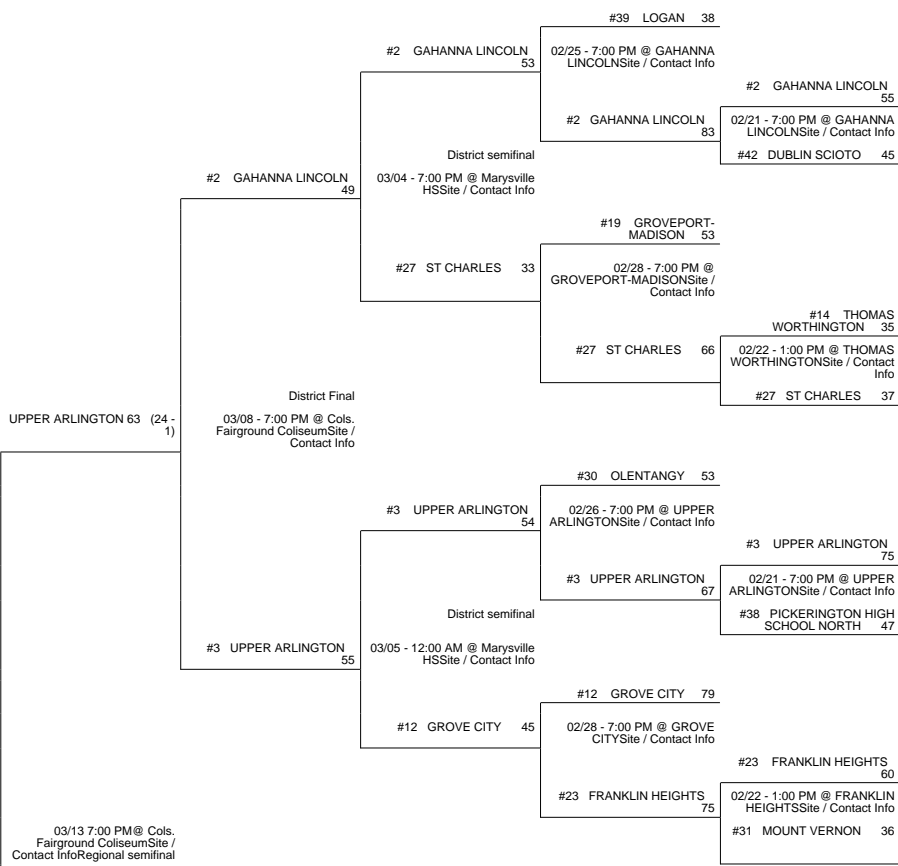 #39 LOGAN 38
#2 GAHANNA LINCOLN
53
02/25 - 7:00 PM @ GAHANNA
LINCOLNSite / Contact Info
#2 GAHANNA LINCOLN
55
#2 GAHANNA LINCOLN
83
02/21 - 7:00 PM @ GAHANNA
LINCOLNSite / Contact Info
#42 DUBLIN SCIOTO 45
District semifinal
03/04 - 7:00 PM @ Marysville
HSSite / Contact Info
#2 GAHANNA LINCOLN
49
#19 GROVEPORT-
MADISON 53
#27 ST CHARLES 33
02/28 - 7:00 PM @
GROVEPORT-MADISONSite /
Contact Info
#14 THOMAS
WORTHINGTON 35
#27 ST CHARLES 66
02/22 - 1:00 PM @ THOMAS
WORTHINGTONSite / Contact
Info
#27 ST CHARLES 37
District Final
03/08 - 7:00 PM @ Cols.
Fairground ColiseumSite /
Contact Info
UPPER ARLINGTON 63 (24 -
1)
#30 OLENTANGY 53
#3 UPPER ARLINGTON
54
02/26 - 7:00 PM @ UPPER
ARLINGTONSite / Contact Info
#3 UPPER ARLINGTON
75
#3 UPPER ARLINGTON
67
02/21 - 7:00 PM @ UPPER
ARLINGTONSite / Contact Info
#38 PICKERINGTON HIGH
SCHOOL NORTH 47
District semifinal
03/05 - 12:00 AM @ Marysville
HSSite / Contact Info
#3 UPPER ARLINGTON
55
#12 GROVE CITY 79
#12 GROVE CITY 45
02/28 - 7:00 PM @ GROVE
CITYSite / Contact Info
#23 FRANKLIN HEIGHTS
60
#23 FRANKLIN HEIGHTS
75
02/22 - 1:00 PM @ FRANKLIN
HEIGHTSSite / Contact Info
#31 MOUNT VERNON 36
03/13 7:00 PM@ Cols.
Fairground ColiseumSite /
Contact InfoRegional semifinal